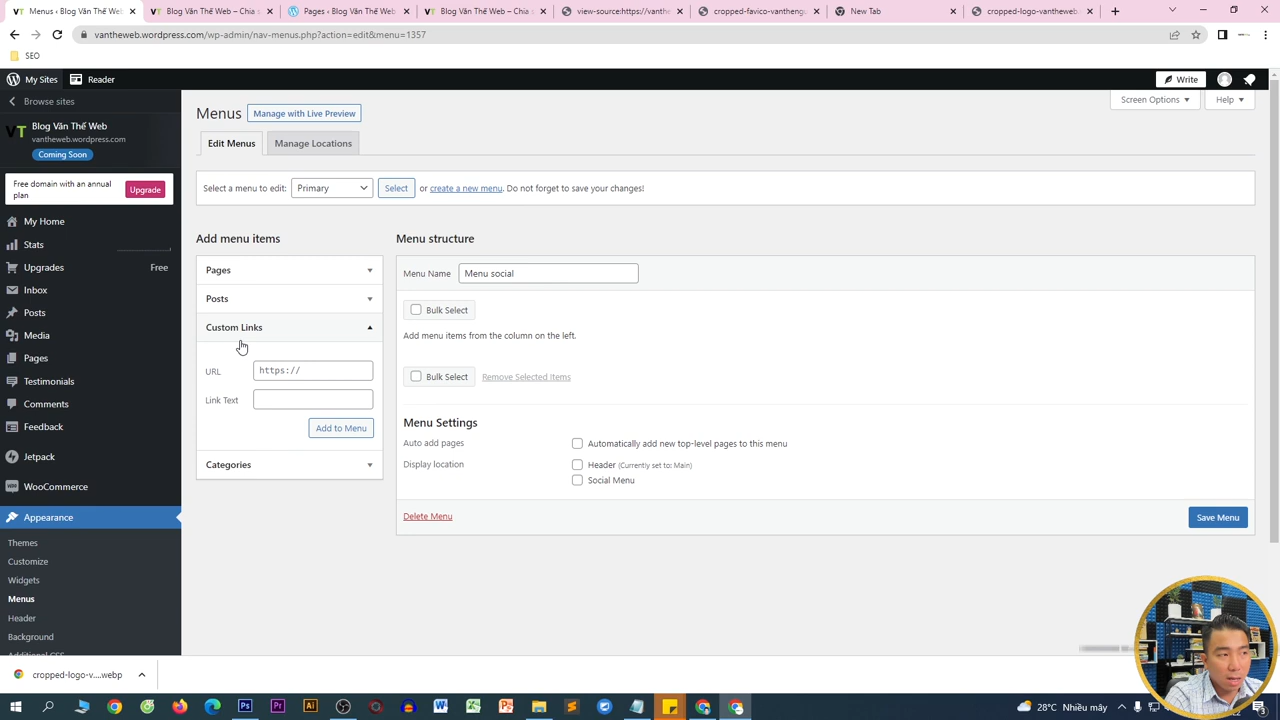 Menus ‹ Blog Văn Thế Web
Blog Văn Thế Web – Chia s
Pages ‹ Blog Văn Thế Web
Blog Văn Thế Web – Chia s
view-source:https://vanthe
cropped-favico-vanthengu
New Tab
cropped-logo-vantheweb.
vantheweb.wordpress.com/wp-admin/nav-menus.php?action=edit&menu=1357
SEO
My Sites
Reader
Write
Browse sites
Screen Options
Help
VT
Blog Văn Thế Web
vantheweb.wordpress.com
Coming Soon
Menus
Manage with Live Preview
Edit Menus
Manage Locations
Free domain with an annual
plan
Upgrade
Select a menu to edit: Primary Select or create a new menu. Do not forget to save your changes!
My Home
Stats
Upgrades Free
Inbox
Posts
Media
Pages
Testimonials
Comments
Feedback
Jetpack
WooCommerce
Appearance
Themes
Customize
Widgets
Menus
Header
Background
Additional CSS
Add menu items
Pages
Posts
Custom Links
URL https://
Link Text
Add to Menu
Categories
Menu structure
Menu Name Menu social
Bulk Select
Add menu items from the column on the left.
Bulk Select Remove Selected Items
Menu Settings
Auto add pages Automatically add new top-level pages to this menu
Display location Header (Currently set to: Main)
Social Menu
Delete Menu
Save Menu
cropped-logo-v....webp
28°C Nhiều mây